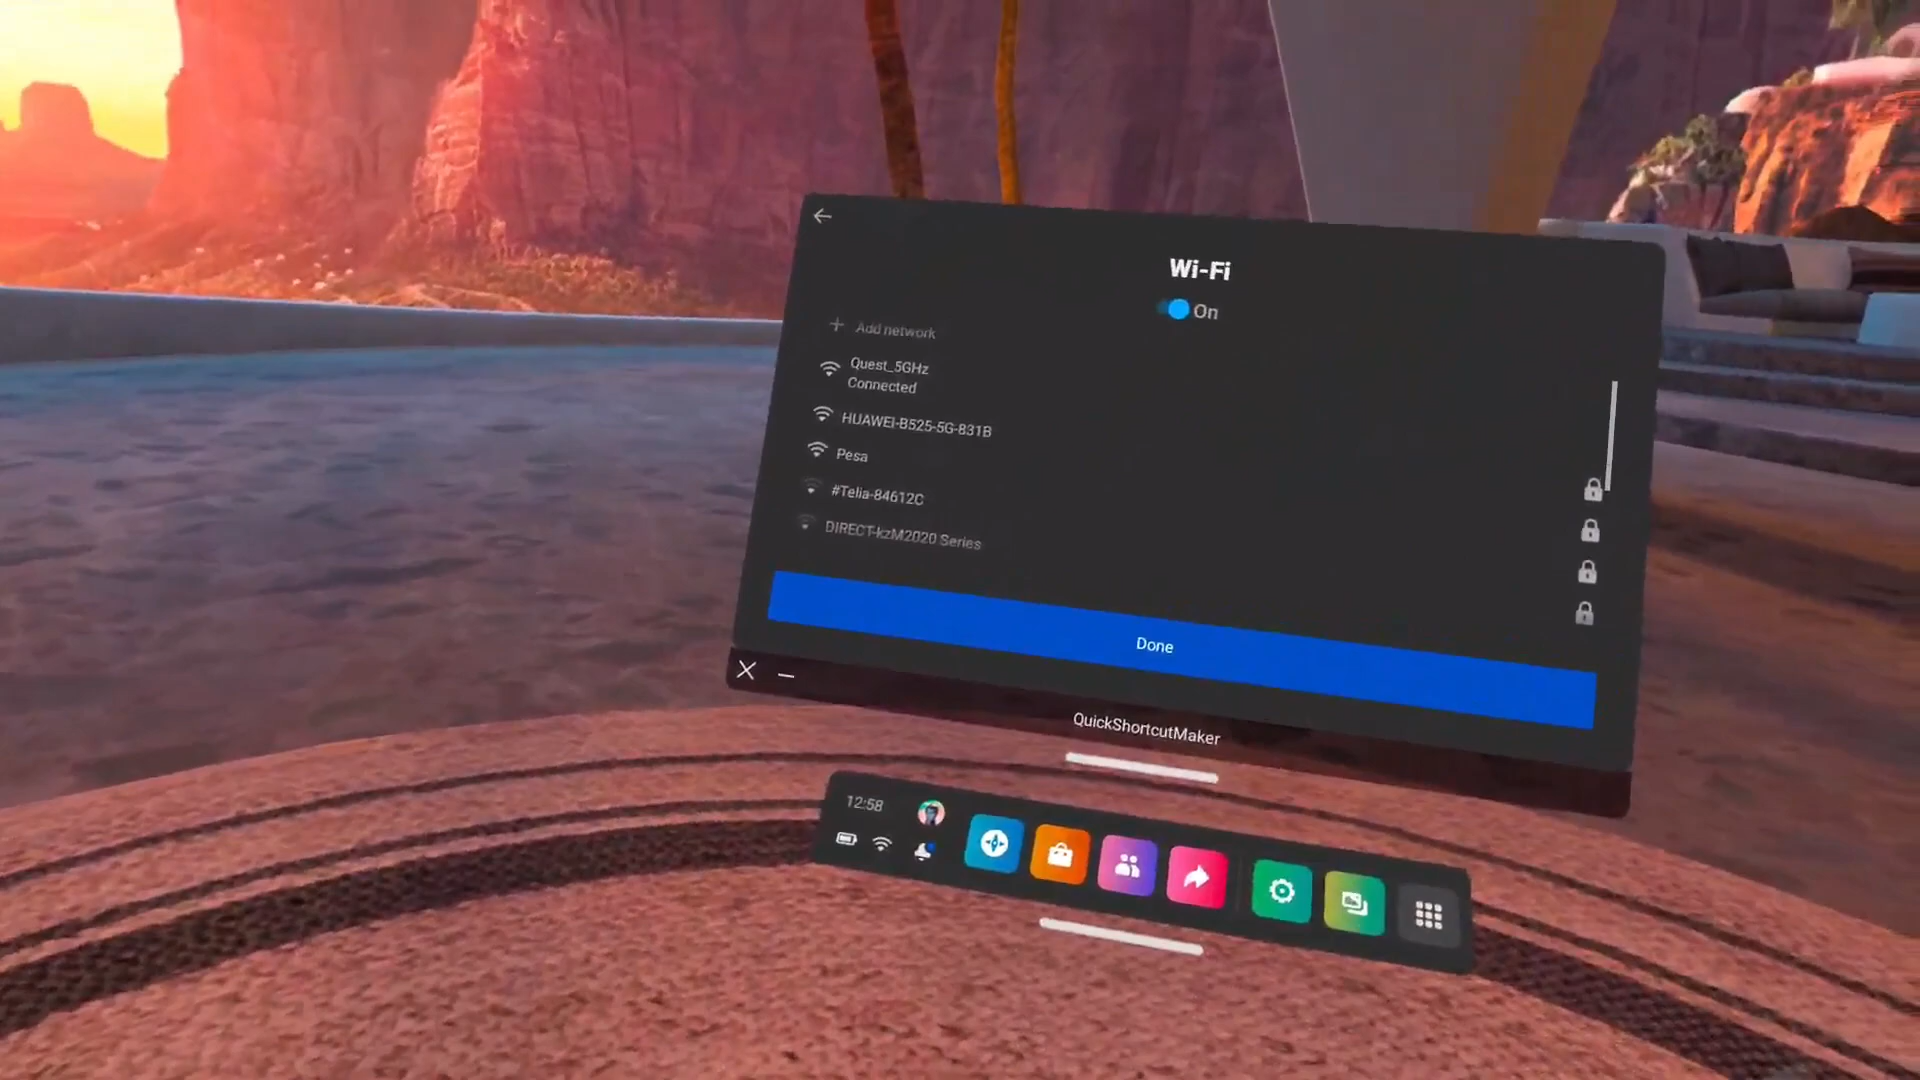 Wi-Fi
On
Add network
Quest_5GHz
Connected
HUAWEI-B525-5G-831B
Pesa
#Telia-84612C
DIRECT-kzM2020 Series
Done
QuickShortcutMaker
12:58